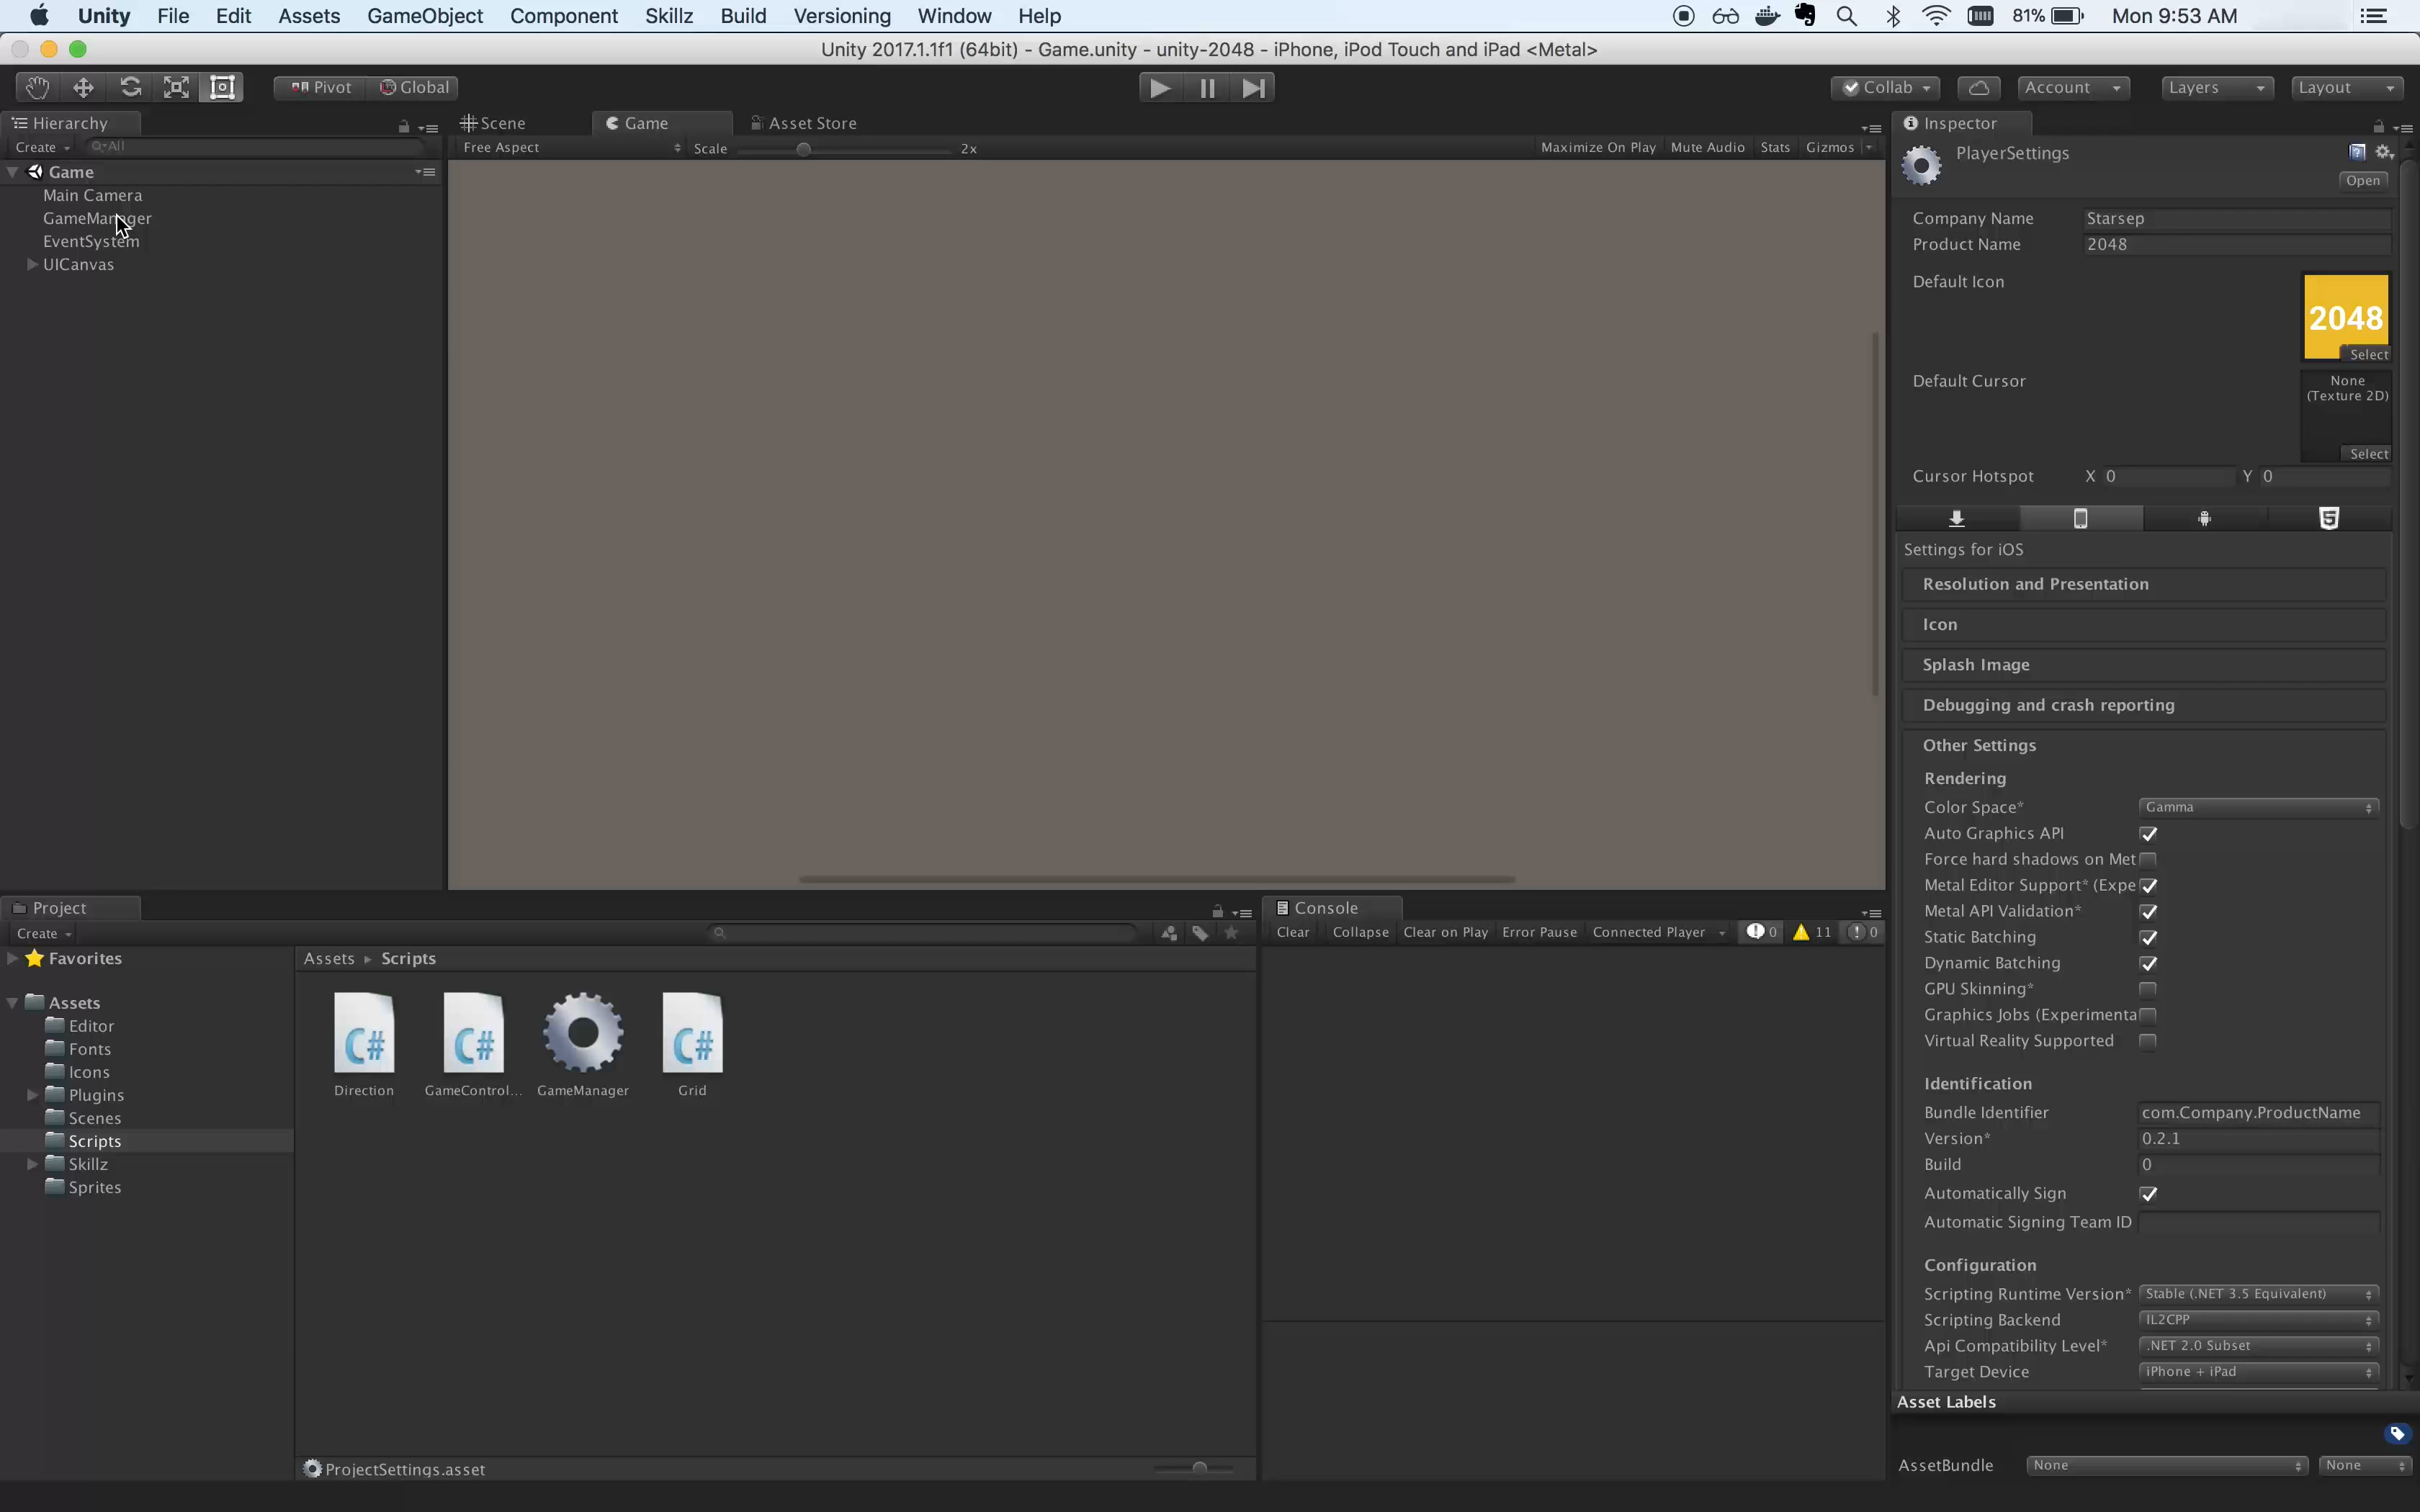 Unity File Edit Assets GameObject Component Skillz Build Versioning Window Help 81% Mon 9:53 AM
Unity 2017.1.1f1 (64bit) - Game.unity - unity-2048 - iPhone, iPod Touch and iPad <Metal>
Pivot Global Collab Account Layers Layout
Hierarchy
Create All
Game
Main Camera
GameManager
EventSystem
UICanvas
Scene Game Asset Store
Free Aspect Scale 2x Maximize On Play Mute Audio Stats Gizmos
Inspector
PlayerSettings
Open
Company Name Starsep
Product Name 2048
Default Icon
2048
Select
Default Cursor
None
(Texture 2D)
Select
Cursor Hotspot X 0 Y 0
Settings for iOS
Resolution and Presentation
Icon
Splash Image
Debugging and crash reporting
Other Settings
Rendering
Color Space* Gamma
Auto Graphics API
Force hard shadows on Met
Metal Editor Support* (Expe
Metal API Validation*
Static Batching
Dynamic Batching
GPU Skinning*
Graphics Jobs (Experimenta
Virtual Reality Supported
Identification
Bundle Identifier com.Company.ProductName
Version* 0.2.1
Build 0
Automatically Sign
Automatic Signing Team ID
Configuration
Scripting Runtime Version* Stable (.NET 3.5 Equivalent)
Scripting Backend IL2CPP
Api Compatibility Level* .NET 2.0 Subset
Target Device iPhone + iPad
Asset Labels
AssetBundle None None
Project
Create
Favorites
Assets
Editor
Fonts
Icons
Plugins
Scenes
Scripts
Skillz
Sprites
Assets Scripts
C# C# C#
Direction GameControl... GameManager Grid
ProjectSettings.asset
Console
Clear Collapse Clear on Play Error Pause Connected Player 0 11 0